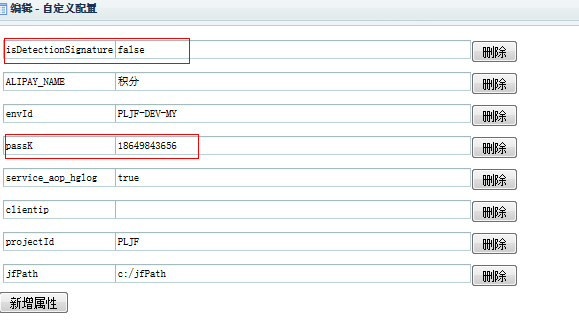 编辑 - 自定义配置
isDetectionSignature false 删除
ALIPAY_NAME 积分 删除
envId PLJF-DEV-MY 删除
passK 18649843656 删除
service_aop_hglog true 删除
clientip 删除
projectId PLJF 删除
jfPath c:/jfPath 删除
新增属性